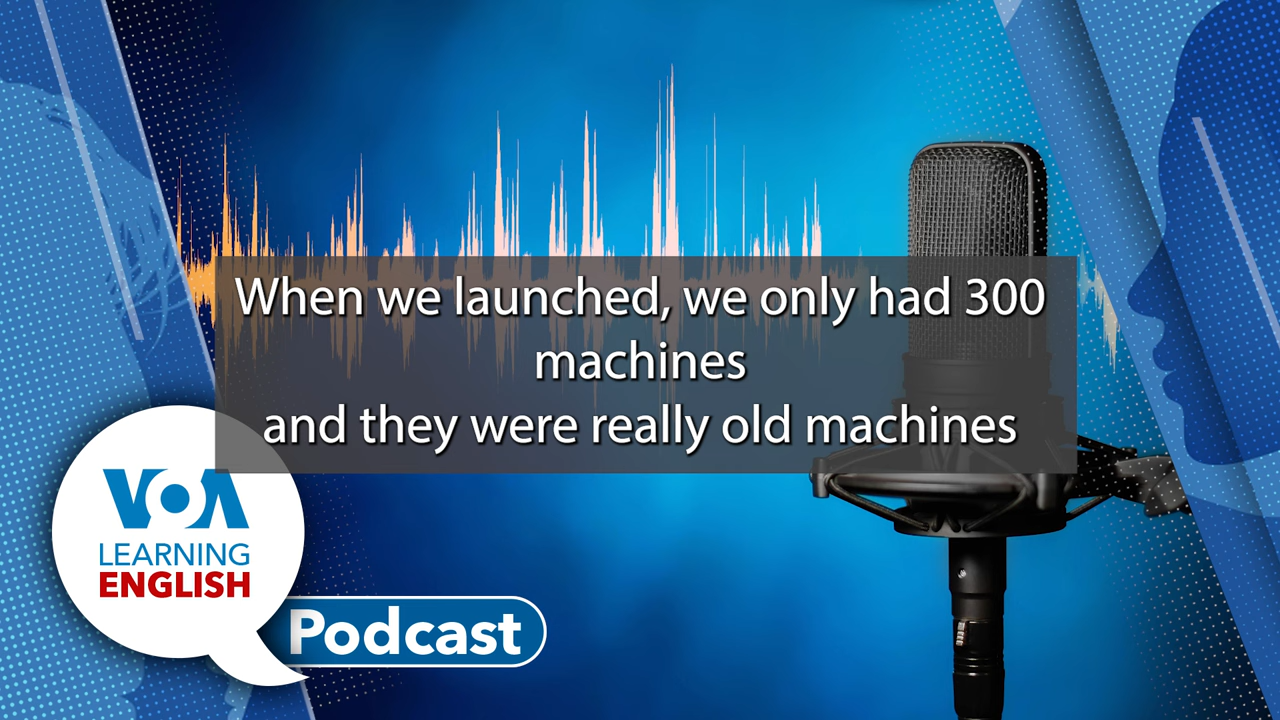 When we launched, we only had 300
machines
and they were really old machines
VOA
LEARNING
ENGLISH
Podcast